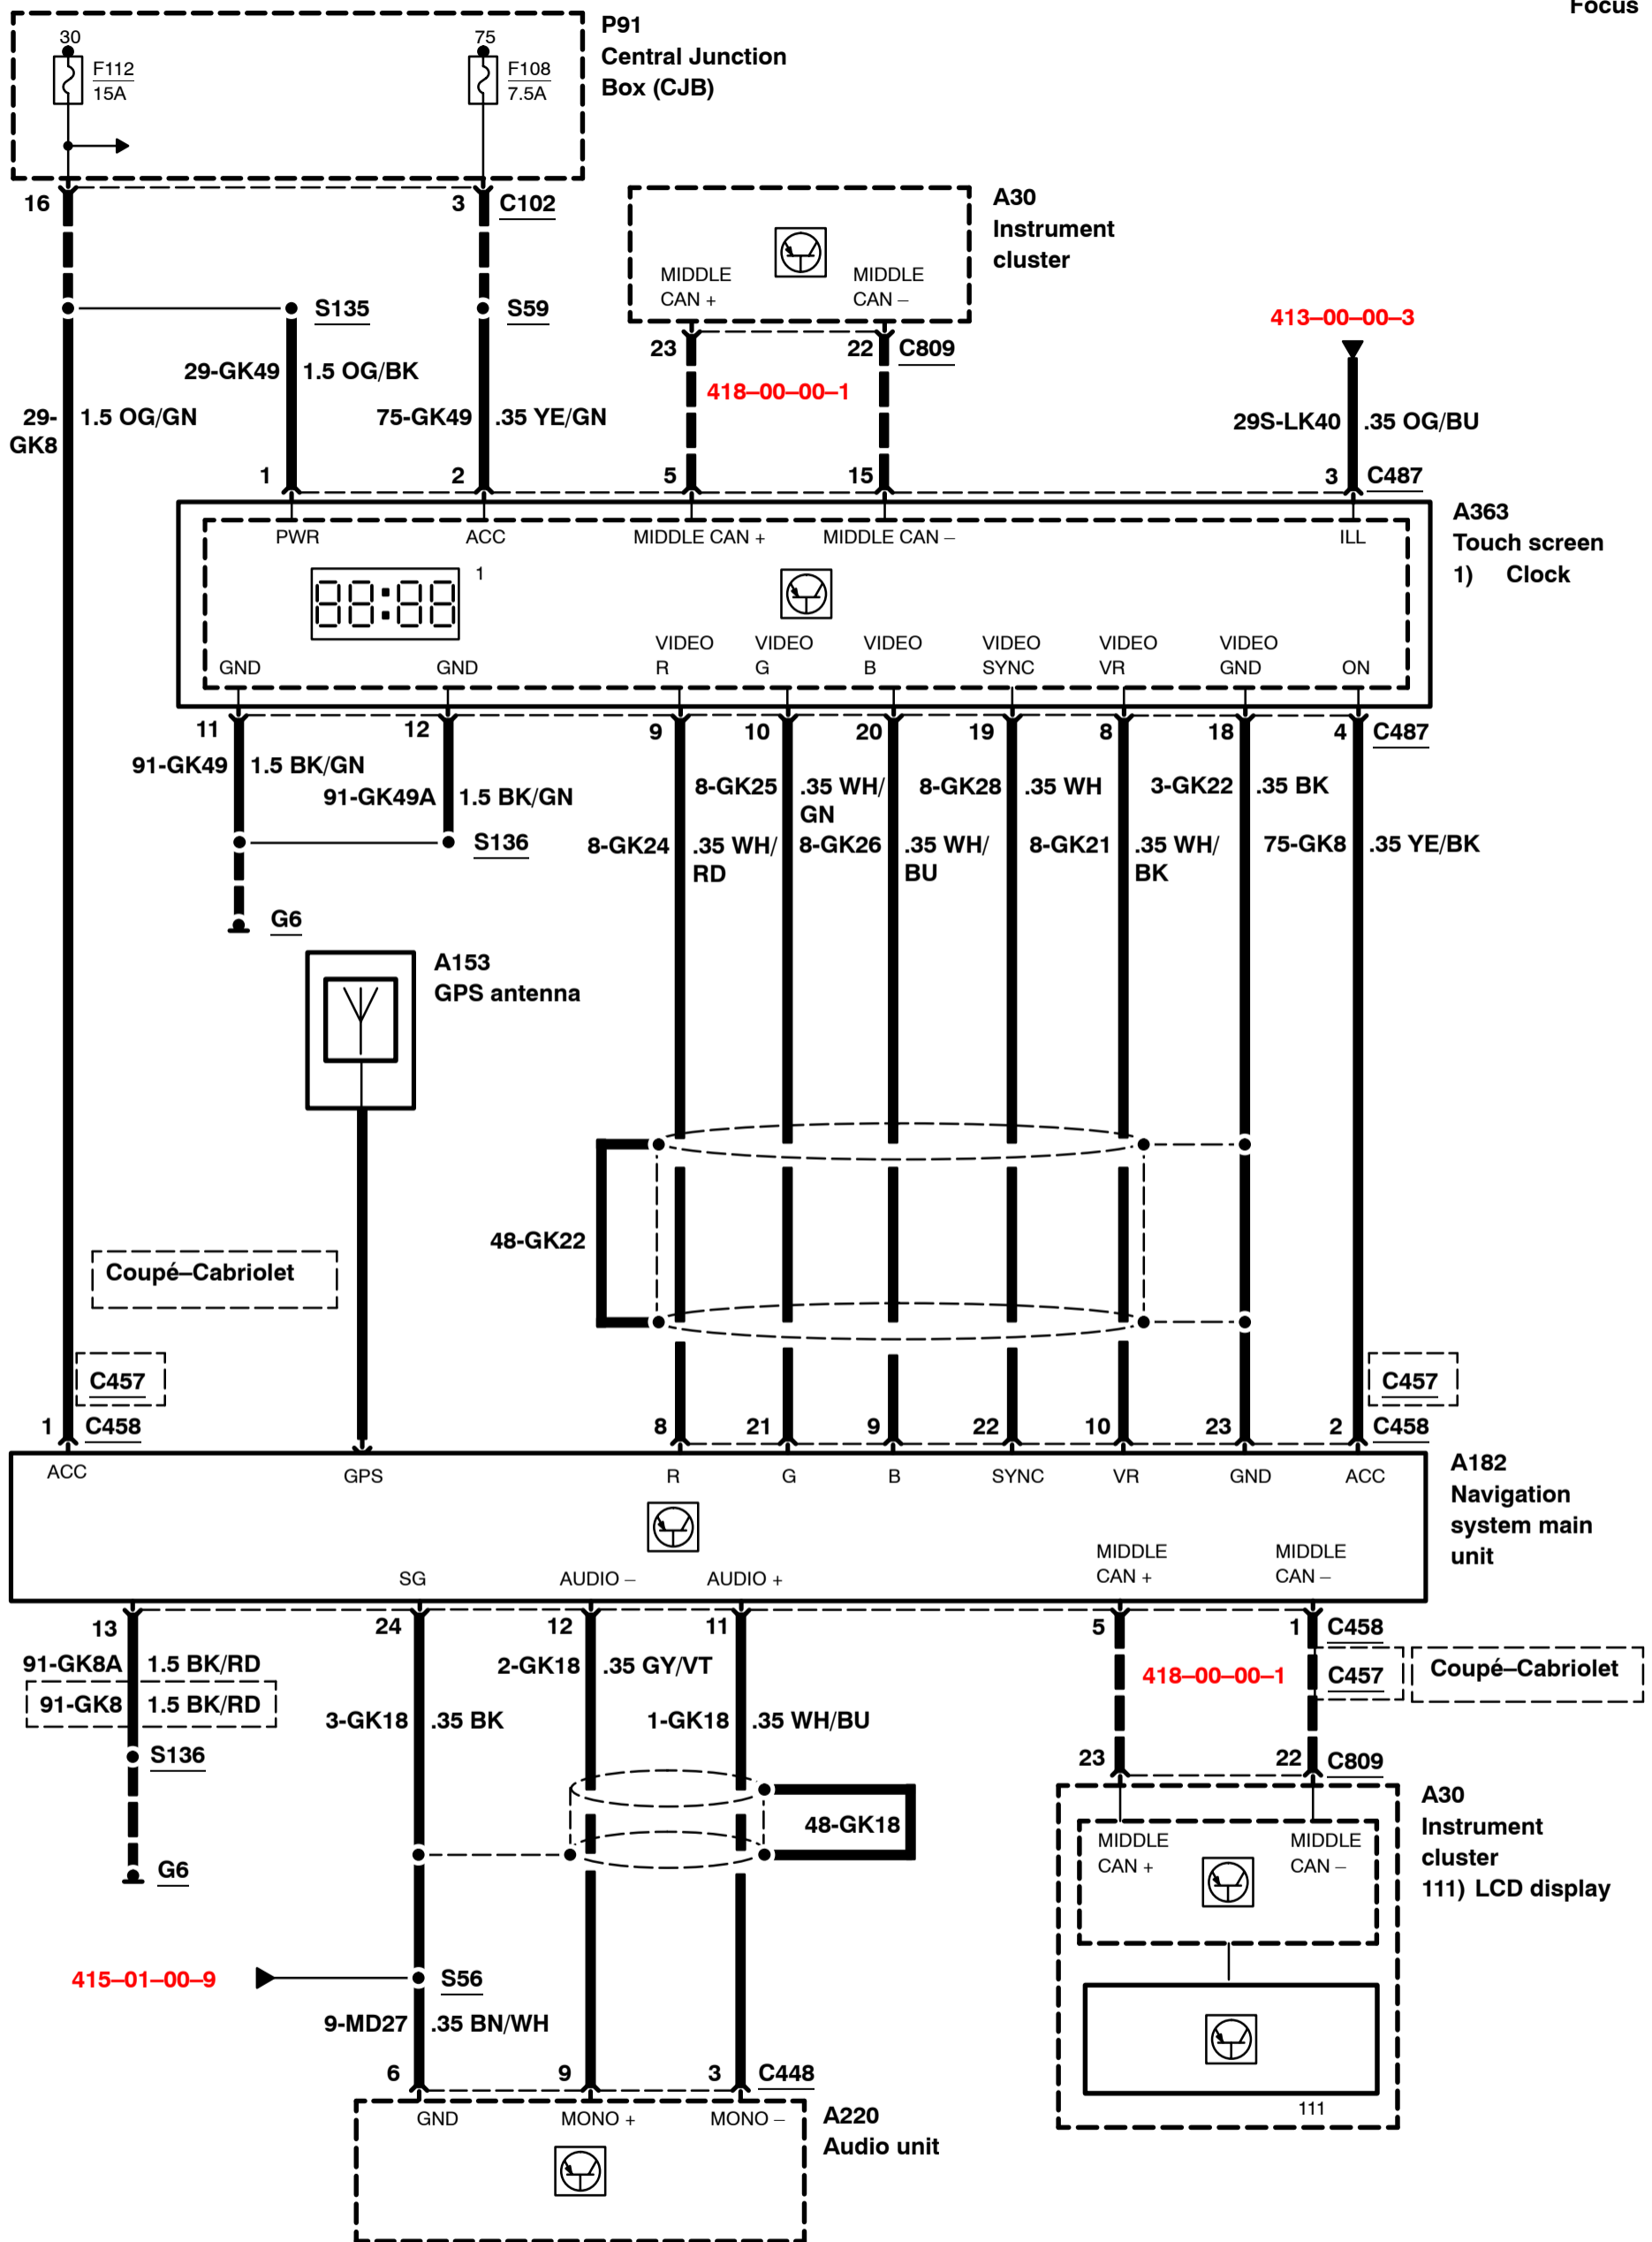 Focus
P91
Central Junction
Box (CJB)
30
F112
15A
75
F108
7.5A
16
3
C102
A30
Instrument
cluster
MIDDLE
CAN +
MIDDLE
CAN –
S135
S59
23
22
C809
413–00–00–3
29-GK49
1.5 OG/BK
418–00–00–1
29-
GK8
1.5 OG/GN
75-GK49
.35 YE/GN
29S-LK40
.35 OG/BU
1
2
5
15
3
C487
A363
Touch screen
1) Clock
PWR
ACC
MIDDLE CAN +
MIDDLE CAN –
ILL
88:88
1
GND
GND
VIDEO
R
VIDEO
G
VIDEO
B
VIDEO
SYNC
VIDEO
VR
VIDEO
GND
ON
11
12
9
10
20
19
8
18
4
C487
91-GK49
1.5 BK/GN
91-GK49A
1.5 BK/GN
8-GK25
.35 WH/
GN
8-GK28
.35 WH
3-GK22
.35 BK
S136
8-GK24
.35 WH/
RD
8-GK26
.35 WH/
BU
8-GK21
.35 WH/
BK
75-GK8
.35 YE/BK
G6
A153
GPS antenna
48-GK22
Coupé–Cabriolet
C457
C457
1
C458
8
21
9
22
10
23
2
C458
A182
Navigation
system main
unit
ACC
GPS
R
G
B
SYNC
VR
GND
ACC
SG
AUDIO –
AUDIO +
MIDDLE
CAN +
MIDDLE
CAN –
13
24
12
11
5
1
C458
91-GK8A
1.5 BK/RD
2-GK18
.35 GY/VT
418–00–00–1
C457
Coupé–Cabriolet
91-GK8
1.5 BK/RD
3-GK18
.35 BK
1-GK18
.35 WH/BU
S136
23
22
C809
A30
Instrument
cluster
111) LCD display
48-GK18
MIDDLE
CAN +
MIDDLE
CAN –
G6
415–01–00–9
S56
9-MD27
.35 BN/WH
6
9
3
C448
111
GND
MONO +
MONO –
A220
Audio unit